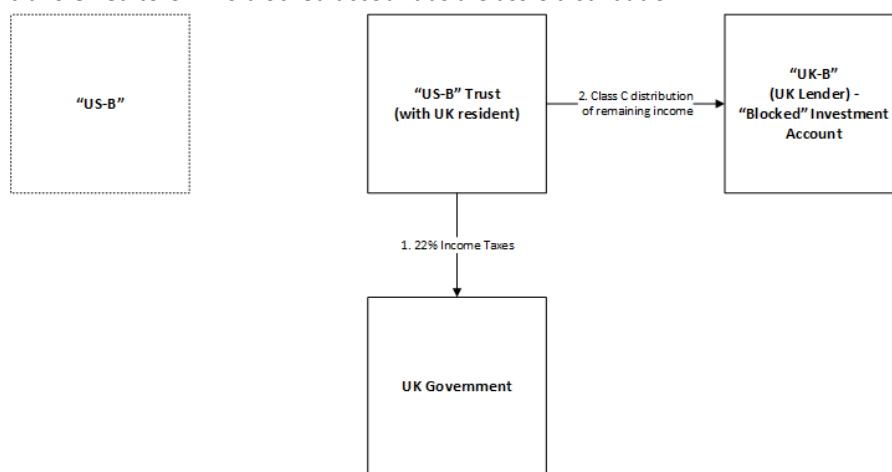 “US-B”
“US-B” Trust
(with UK resident)
2. Class C distribution
of remaining income
“UK-B”
(UK Lender) -
“Blocked” Investment
Account
1. 22% Income Taxes
UK Government